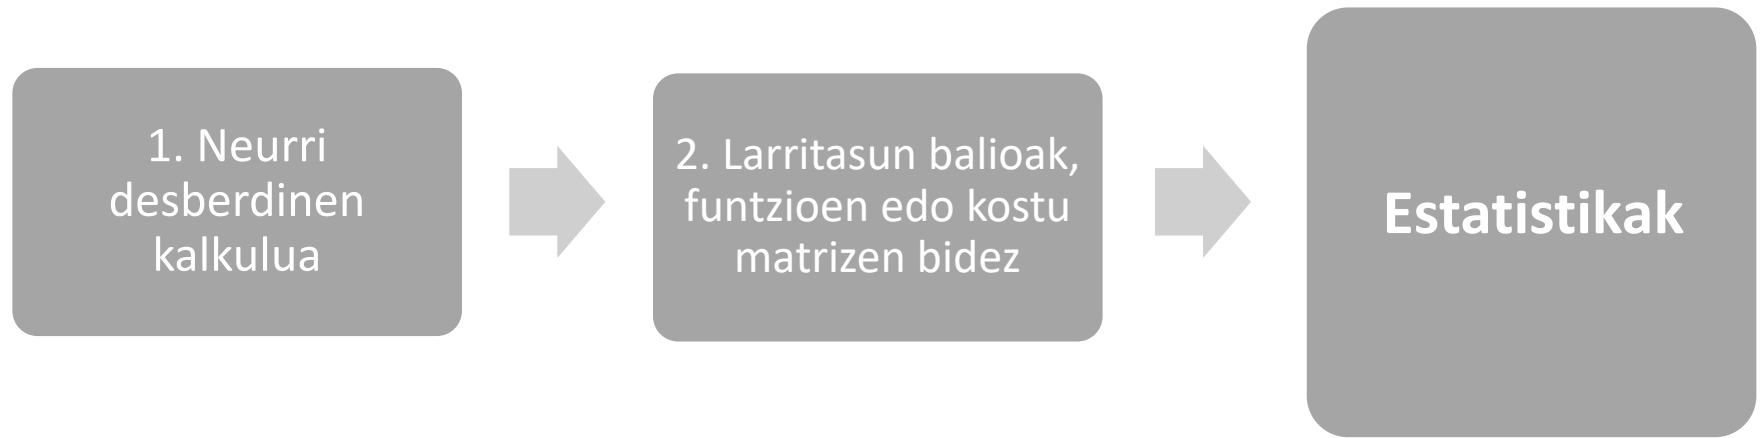 1. Neurri
desberdinen
kalkulua
2. Larritasun balioak,
funtzioen edo kostu
matrizen bidez
Estatistikak